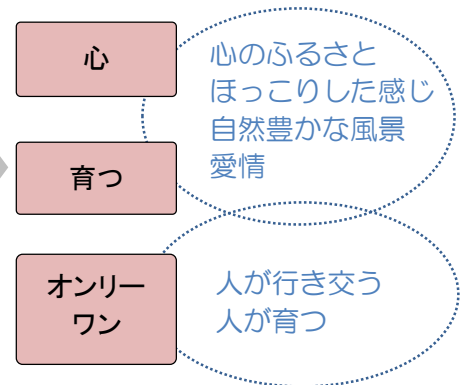 心
育つ
オンリー
ワン
心のふるさと
ほっこりした感じ
自然豊かな風景
愛情
人が行き交う
人が育つ